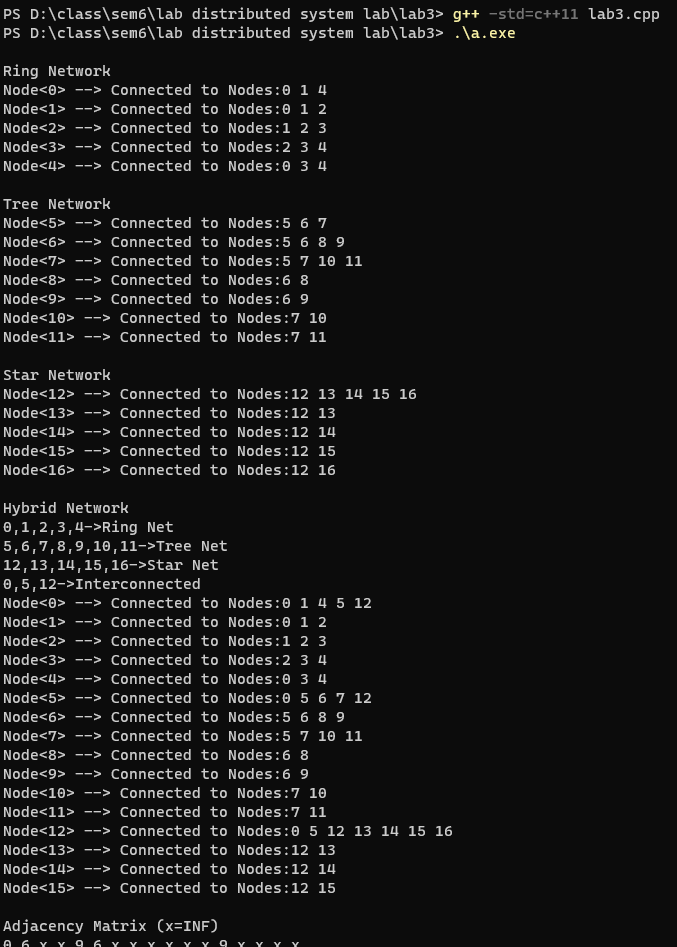 PS D:\class\sem6\lab distributed system lab\lab3> g++ -std=c++11 lab3.cpp
PS D:\class\sem6\lab distributed system lab\lab3> .\a.exe
Ring Network
Node<0> --> Connected to Nodes:0 1 4
Node<1> --> Connected to Nodes:0 1 2
Node<2> --> Connected to Nodes:1 2 3
Node<3> --> Connected to Nodes:2 3 4
Node<4> --> Connected to Nodes:0 3 4
Tree Network
Node<5> --> Connected to Nodes:5 6 7
Node<6> --> Connected to Nodes:5 6 8 9
Node<7> --> Connected to Nodes:5 7 10 11
Node<8> --> Connected to Nodes:6 8
Node<9> --> Connected to Nodes:6 9
Node<10> --> Connected to Nodes:7 10
Node<11> --> Connected to Nodes:7 11
Star Network
Node<12> --> Connected to Nodes:12 13 14 15 16
Node<13> --> Connected to Nodes:12 13
Node<14> --> Connected to Nodes:12 14
Node<15> --> Connected to Nodes:12 15
Node<16> --> Connected to Nodes:12 16
Hybrid Network
0,1,2,3,4->Ring Net
5,6,7,8,9,10,11->Tree Net
12,13,14,15,16->Star Net
0,5,12->Interconnected
Node<0> --> Connected to Nodes:0 1 4 5 12
Node<1> --> Connected to Nodes:0 1 2
Node<2> --> Connected to Nodes:1 2 3
Node<3> --> Connected to Nodes:2 3 4
Node<4> --> Connected to Nodes:0 3 4
Node<5> --> Connected to Nodes:0 5 6 7 12
Node<6> --> Connected to Nodes:5 6 8 9
Node<7> --> Connected to Nodes:5 7 10 11
Node<8> --> Connected to Nodes:6 8
Node<9> --> Connected to Nodes:6 9
Node<10> --> Connected to Nodes:7 10
Node<11> --> Connected to Nodes:7 11
Node<12> --> Connected to Nodes:0 5 12 13 14 15 16
Node<13> --> Connected to Nodes:12 13
Node<14> --> Connected to Nodes:12 14
Node<15> --> Connected to Nodes:12 15
Adjacency Matrix (x=INF)
0 6 x x 9 6 x x x x x x 9 x x x x